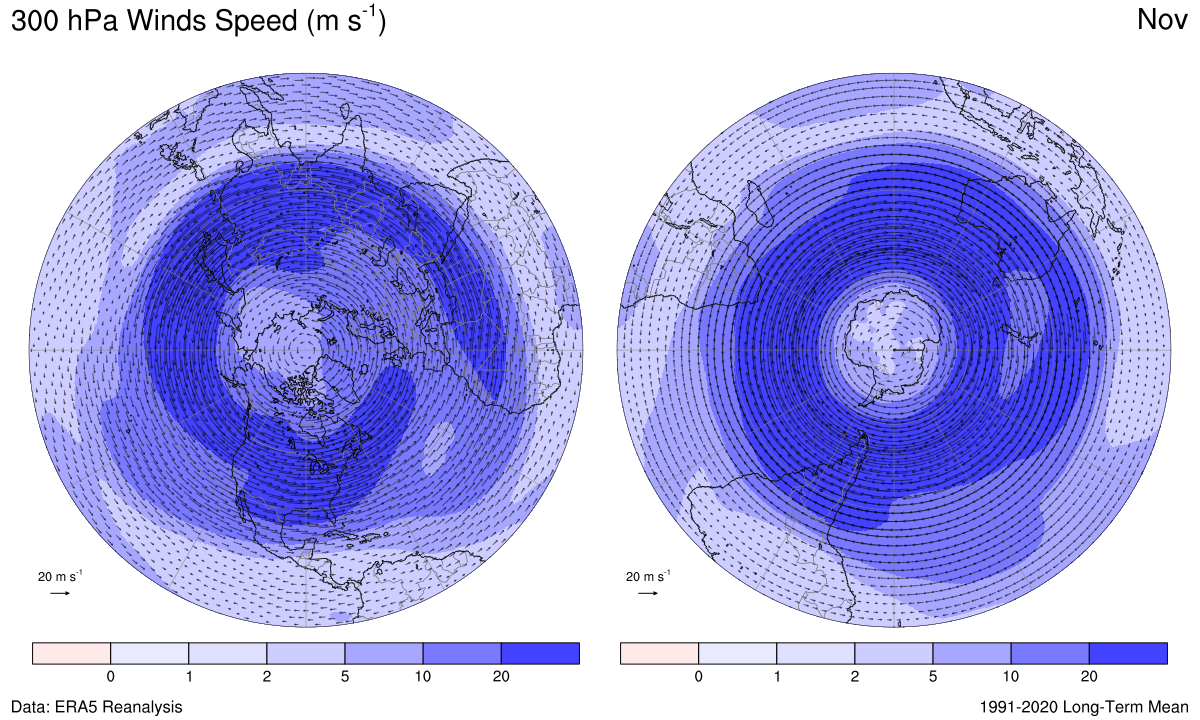 300 hPa Winds Speed (m s⁻¹)
Nov
20 m s⁻¹
20 m s⁻¹
0 1 2 5 10 20
0 1 2 5 10 20
Data: ERA5 Reanalysis
1991-2020 Long-Term Mean